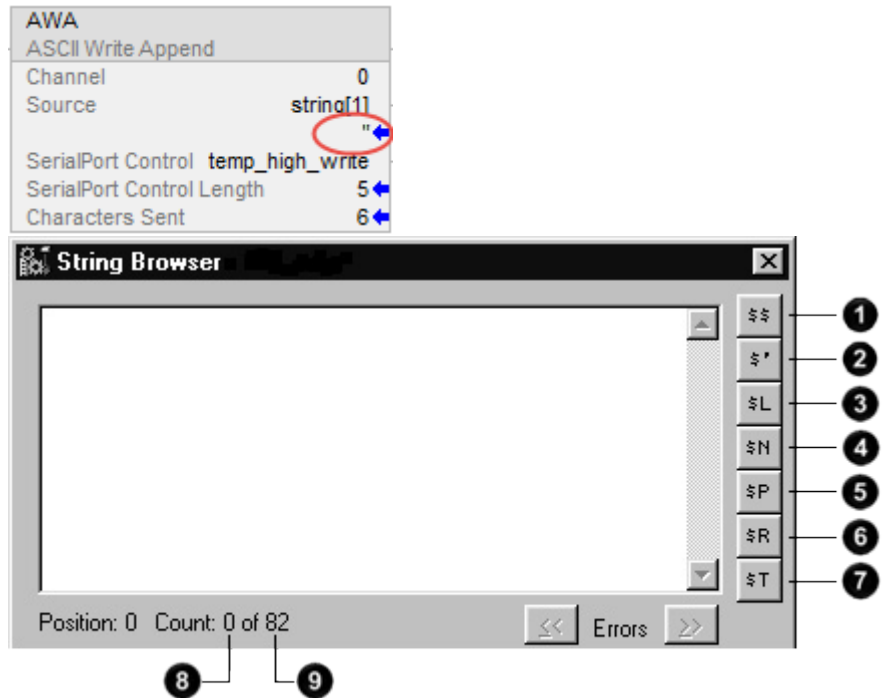 AWA
ASCII Write Append
Channel 0
Source string[1]
''
SerialPort Control temp_high_write
SerialPort Control Length 5
Characters Sent 6
String Browser
$$ 1
$' 2
$L 3
$N 4
$P 5
$R 6
$T 7
Position: 0 Count: 0 of 82 << Errors >>
8 9